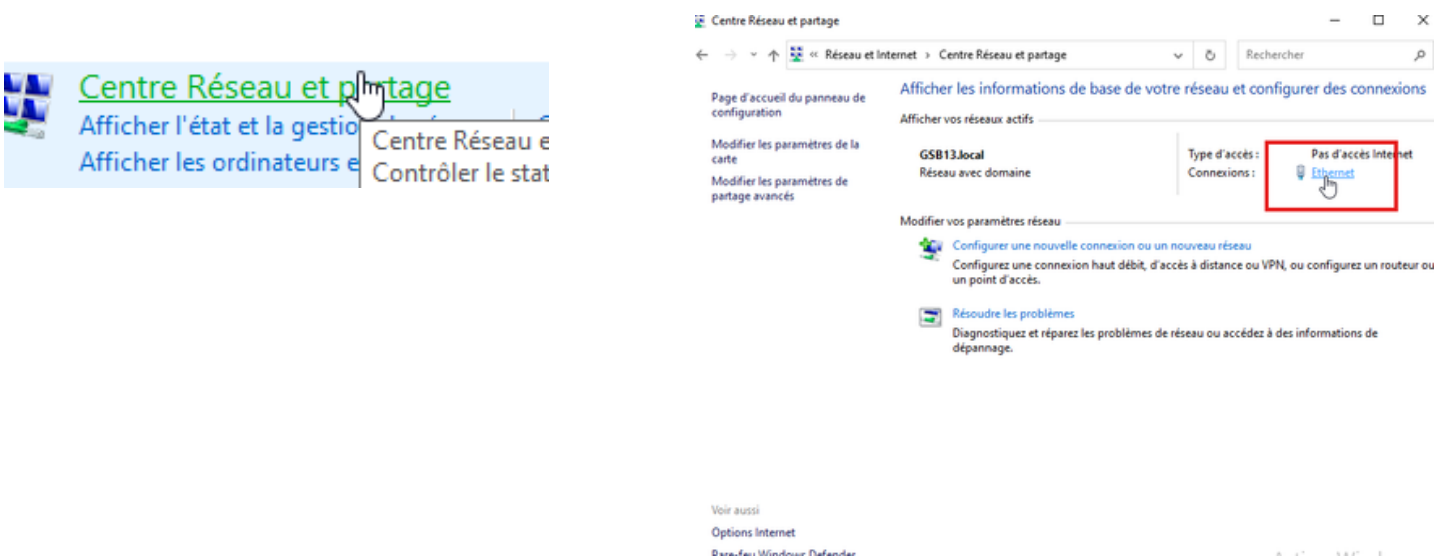 Centre Réseau et partage
Afficher l'état et la gestio
Afficher les ordinateurs e
Centre Réseau e
Contrôler le stat
Centre Réseau et partage
« Réseau et Internet › Centre Réseau et partage
Rechercher
Page d'accueil du panneau de
configuration
Modifier les paramètres de la
carte
Modifier les paramètres de
partage avancés
Afficher les informations de base de votre réseau et configurer des connexions
Afficher vos réseaux actifs
GSB13.local
Réseau avec domaine
Type d'accès : Pas d'accès Internet
Connexions : Ethernet
Modifier vos paramètres réseau
Configurer une nouvelle connexion ou un nouveau réseau
Configurez une connexion haut débit, d'accès à distance ou VPN, ou configurez un routeur ou
un point d'accès.
Résoudre les problèmes
Diagnostiquez et réparez les problèmes de réseau ou accédez à des informations de
dépannage.
Voir aussi
Options Internet
Pare-feu Windows Defender